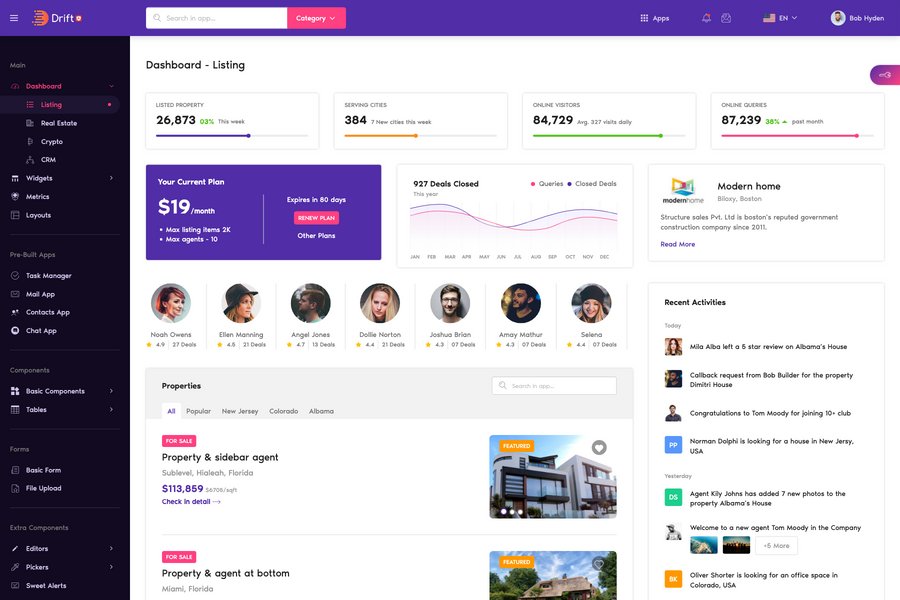 Drift
Search in app...
Category
Apps
EN
Bob Hyden
Main
Dashboard
Listing
Real Estate
Crypto
CRM
Widgets
Metrics
Layouts
Pre-Built Apps
Task Manager
Mail App
Contacts App
Chat App
Components
Basic Components
Tables
Forms
Basic Form
File Upload
Extra Components
Editors
Pickers
Sweet Alerts
Dashboard - Listing
LISTED PROPERTY
26,873 03% This week
SERVING CITIES
384 7 New cities this week
ONLINE VISITORS
84,729 Avg. 327 visits daily
ONLINE QUERIES
87,239 38% past month
Your Current Plan
$19/month
Max listing items 2K
Max agents - 10
Expires in 80 days
RENEW PLAN
Other Plans
927 Deals Closed
This year
Queries Closed Deals
JAN FEB MAR APR MAY JUN JUL AUG SEP OCT NOV DEC
modernhome
Modern home
Biloxy, Boston
Structure sales Pvt. Ltd is boston's reputed government
construction company since 2011.
Read More
Noah Owens
4.9 27 Deals
Ellen Manning
4.5 21 Deals
Angel Jones
4.7 13 Deals
Dollie Norton
4.4 21 Deals
Joshua Brian
4.3 07 Deals
Amay Mathur
4.3 07 Deals
Selena
4.4 07 Deals
Properties
Search in app...
All Popular New Jersey Colorado Albama
FOR SALE
Property & sidebar agent
Sublevel, Hialeah, Florida
$113,859 $6705/sqft
Check in detail
FEATURED
FOR SALE
Property & agent at bottom
Miami, Florida
FEATURED
Recent Activities
Today
Mila Alba left a 5 star review on Albama's House
Callback request from Bob Builder for the property
Dimitri House
Congratulations to Tom Moody for joining 10+ club
PP
Norman Dolphi is looking for a house in New Jersy,
USA
Yesterday
DS
Agent Kily Johns has added 7 new photos to the
property Albama's House
Welcome to a new agent Tom Moody in the Company
+5 More
BK
Oliver Shorter is looking for an office space in
Colorado, USA